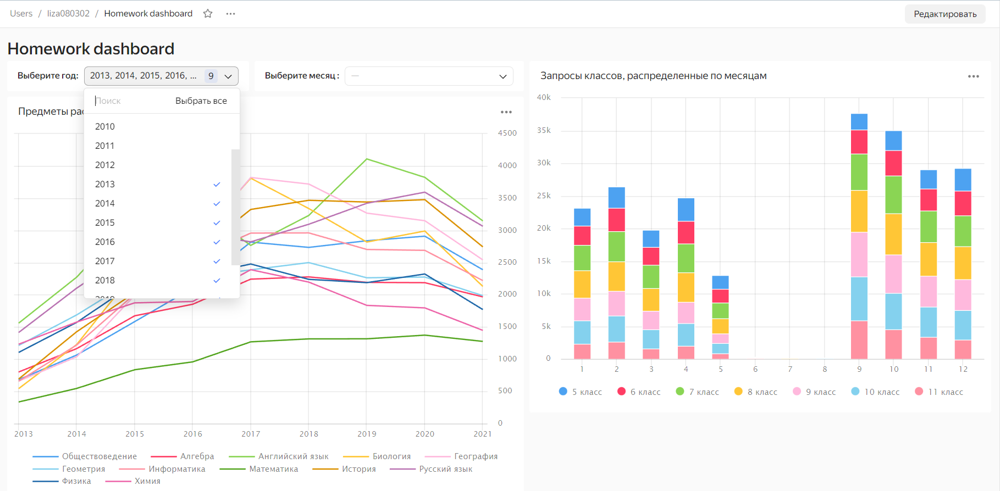 Users / liza080302 / Homework dashboard
Редактировать
Homework dashboard
Выберите год: 2013, 2014, 2015, 2016, ... 9
Выберите месяц : —
Поиск Выбрать все
2010
2011
2012
2013
2014
2015
2016
2017
2018
Предметы
4500
4000
3500
3000
2500
2000
1500
1000
500
0
2013 2014 2015 2016 2017 2018 2019 2020 2021
Обществоведение Алгебра Английский язык Биология География
Геометрия Информатика Математика История Русский язык
Физика Химия
Запросы классов, распределенные по месяцам
40k
35k
30k
25k
20k
15k
10k
5k
0
1 2 3 4 5 6 7 8 9 10 11 12
5 класс 6 класс 7 класс 8 класс 9 класс 10 класс 11 класс